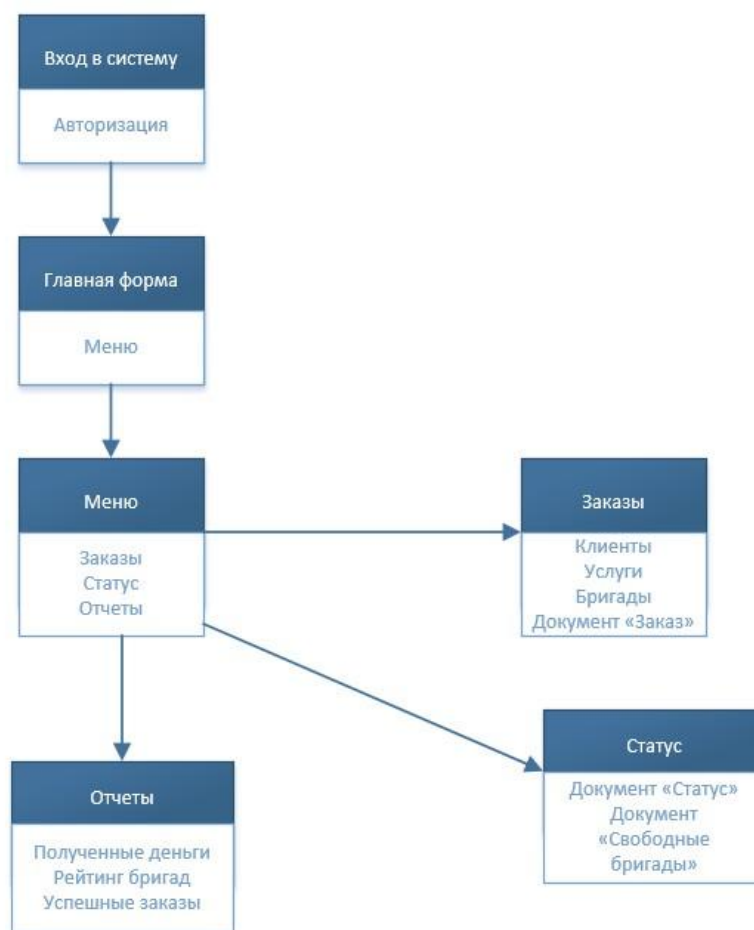 Вход в систему
Авторизация
Главная форма
Меню
Меню
Заказы
Статус
Отчеты
Заказы
Клиенты
Услуги
Бригады
Документ «Заказ»
Статус
Документ «Статус»
Документ
«Свободные
бригады»
Отчеты
Полученные деньги
Рейтинг бригад
Успешные заказы